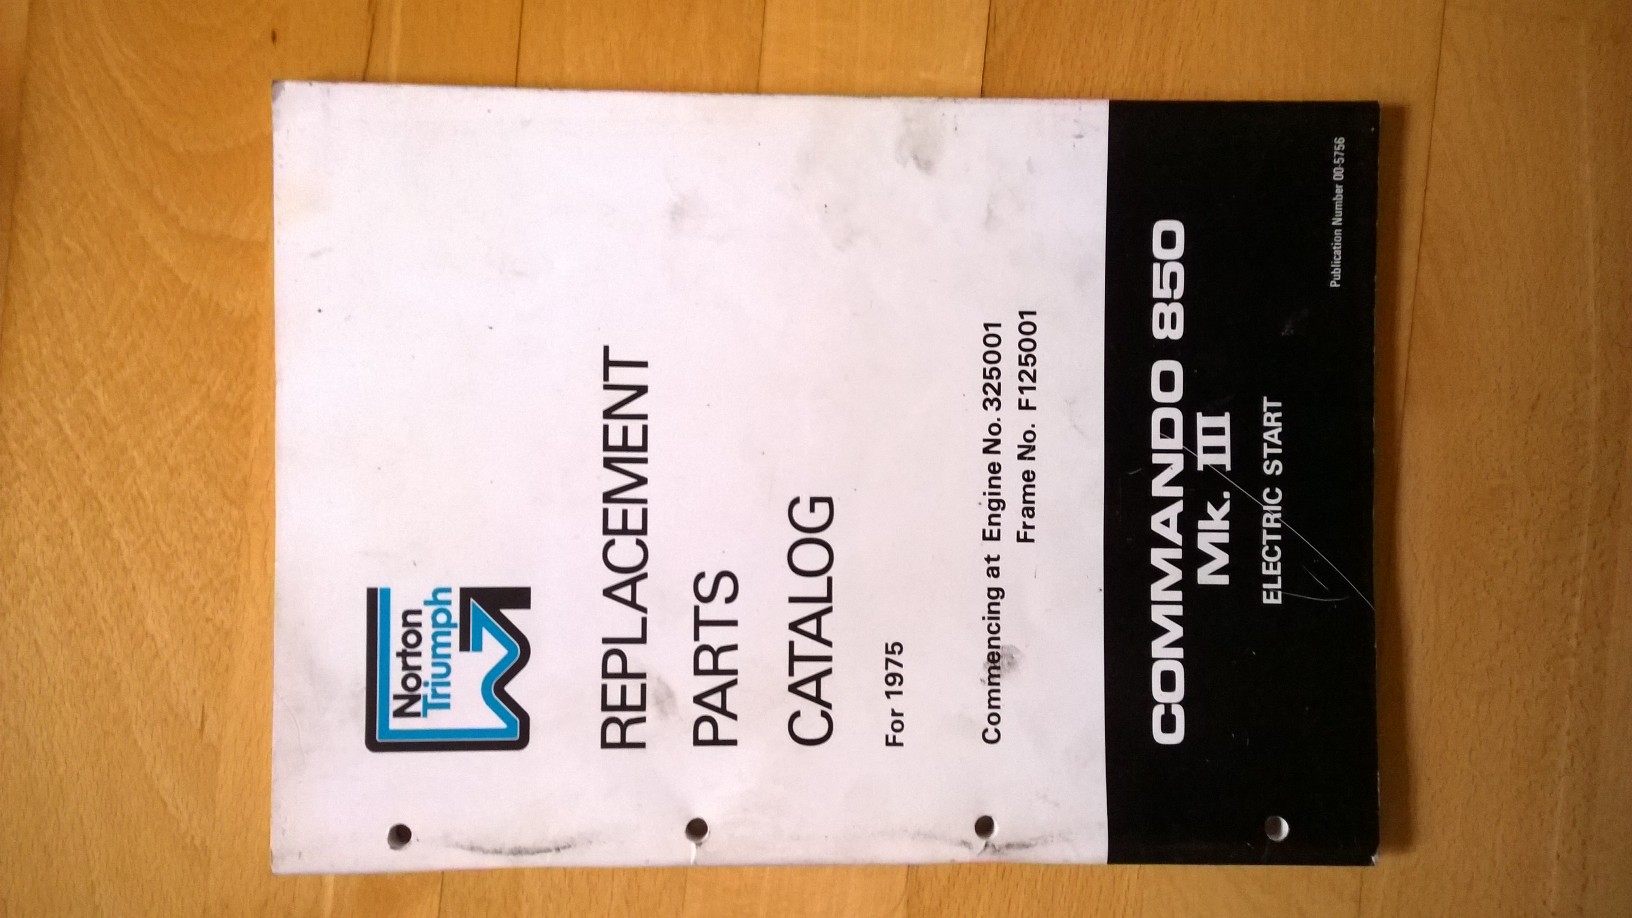 Norton
Triumph
REPLACEMENT
PARTS
CATALOG
For 1975
Commencing at Engine No. 325001
Frame No. F125001
COMMANDO 850
Mk. III
ELECTRIC START
Publication Number 00-5756